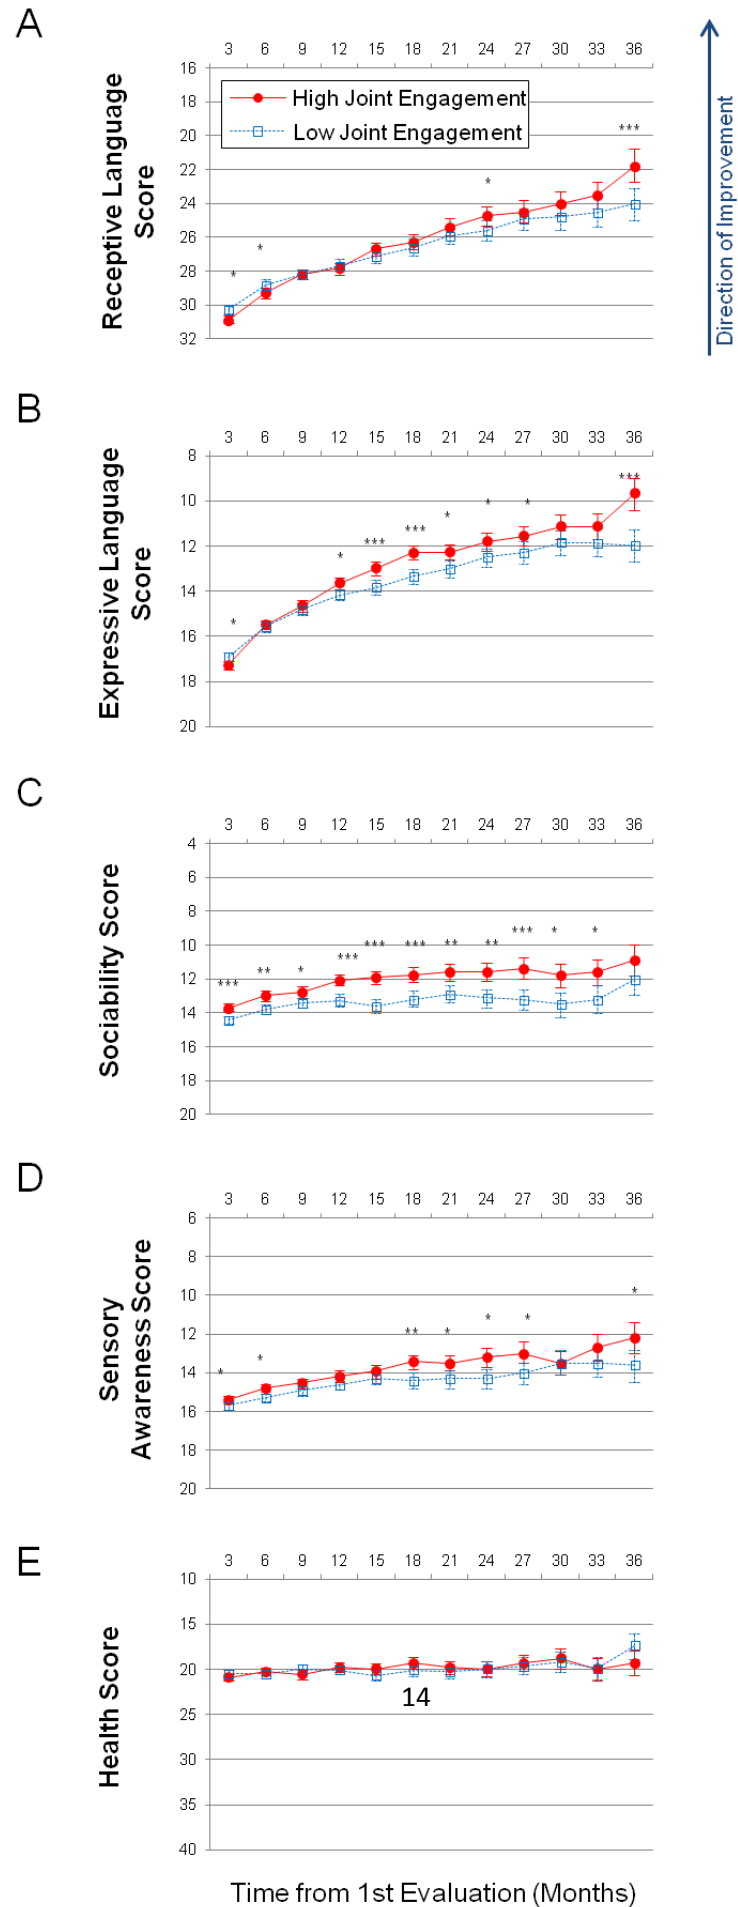 A
3 6 9 12 15 18 21 24 27 30 33 36
16
18
20
22
24
26
28
30
32
Receptive Language
Score
High Joint Engagement
Low Joint Engagement
* * * ***
Direction of Improvement
B
3 6 9 12 15 18 21 24 27 30 33 36
8
10
12
14
16
18
20
Expressive Language
Score
* * *** *** * * * ***
C
3 6 9 12 15 18 21 24 27 30 33 36
4
6
8
10
12
14
16
18
20
Sociability Score
*** ** * *** *** *** ** ** *** * *
D
3 6 9 12 15 18 21 24 27 30 33 36
6
8
10
12
14
16
18
20
Sensory
Awareness Score
* * ** * * * *
E
3 6 9 12 15 18 21 24 27 30 33 36
10
15
20
25
30
35
40
Health Score
14
Time from 1st Evaluation (Months)